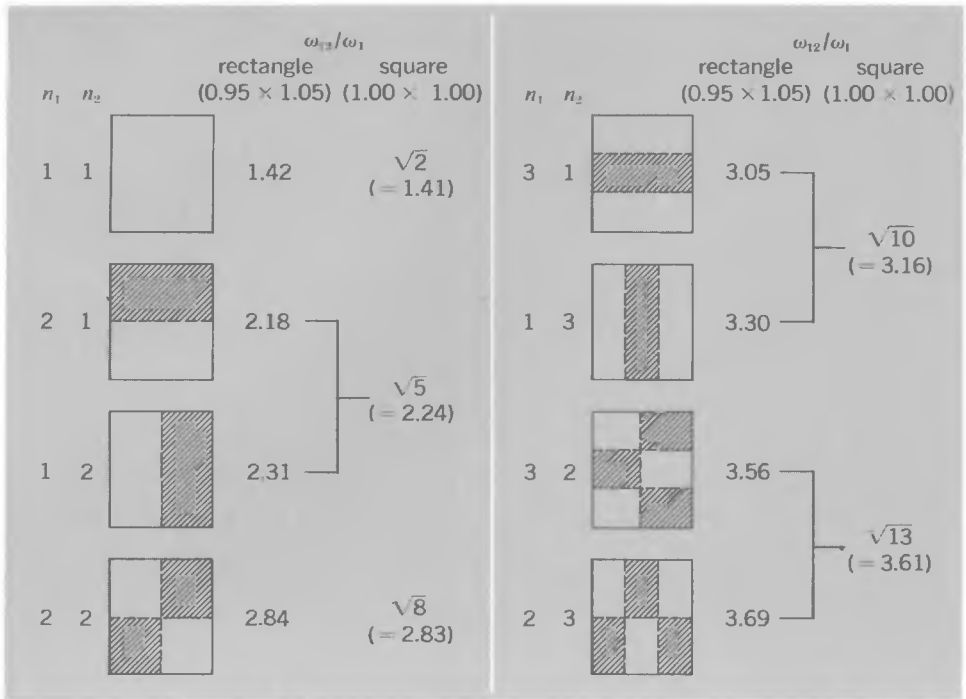 ω₁₂/ω₁
rectangle square
n₁ n₂ (0.95 × 1.05) (1.00 × 1.00)
1 1 1.42 √2
(= 1.41)
2 1 2.18
√5
(= 2.24)
1 2 2.31
2 2 2.84 √8
(= 2.83)
ω₁₂/ω₁
rectangle square
n₁ n₂ (0.95 × 1.05) (1.00 × 1.00)
3 1 3.05
√10
(= 3.16)
1 3 3.30
3 2 3.56
√13
(= 3.61)
2 3 3.69